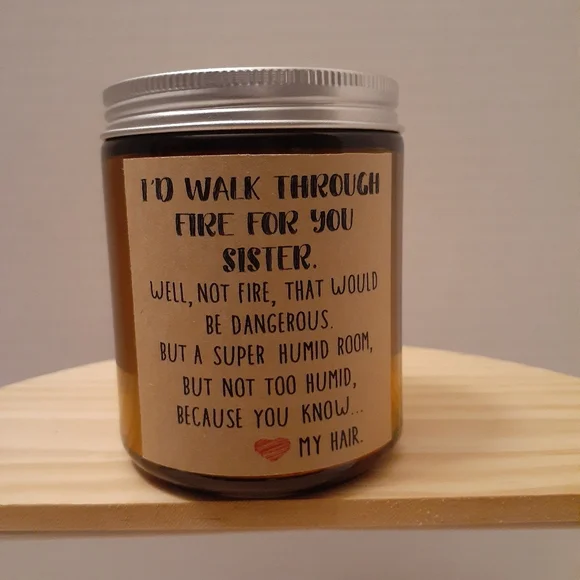 I'D WALK THROUGH
FIRE FOR YOU
SISTER.
WELL, NOT FIRE, THAT WOULD
BE DANGEROUS.
BUT A SUPER HUMID ROOM,
BUT NOT TOO HUMID,
BECAUSE YOU KNOW...
MY HAIR.